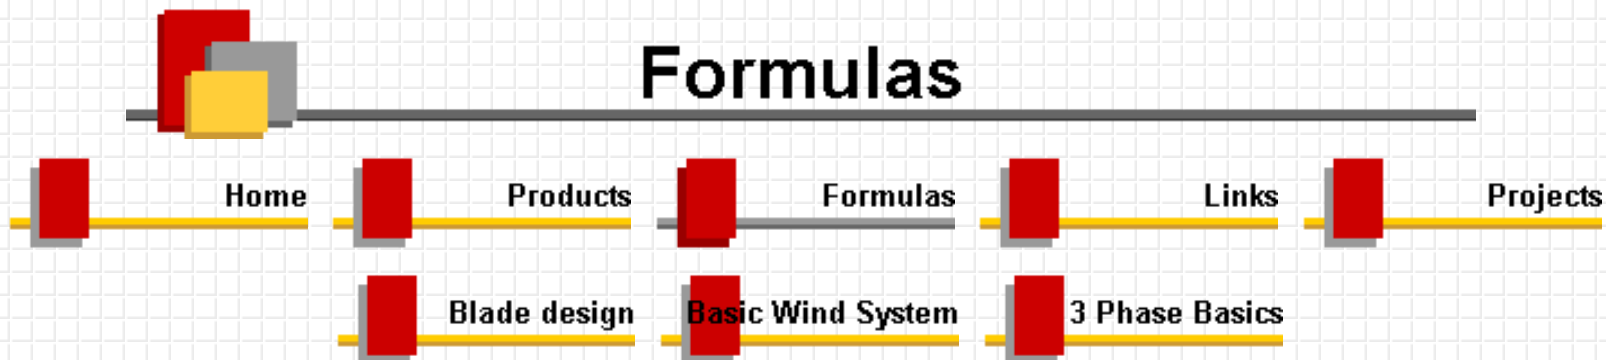 Formulas
Home Products Formulas Links Projects
Blade design Basic Wind System 3 Phase Basics